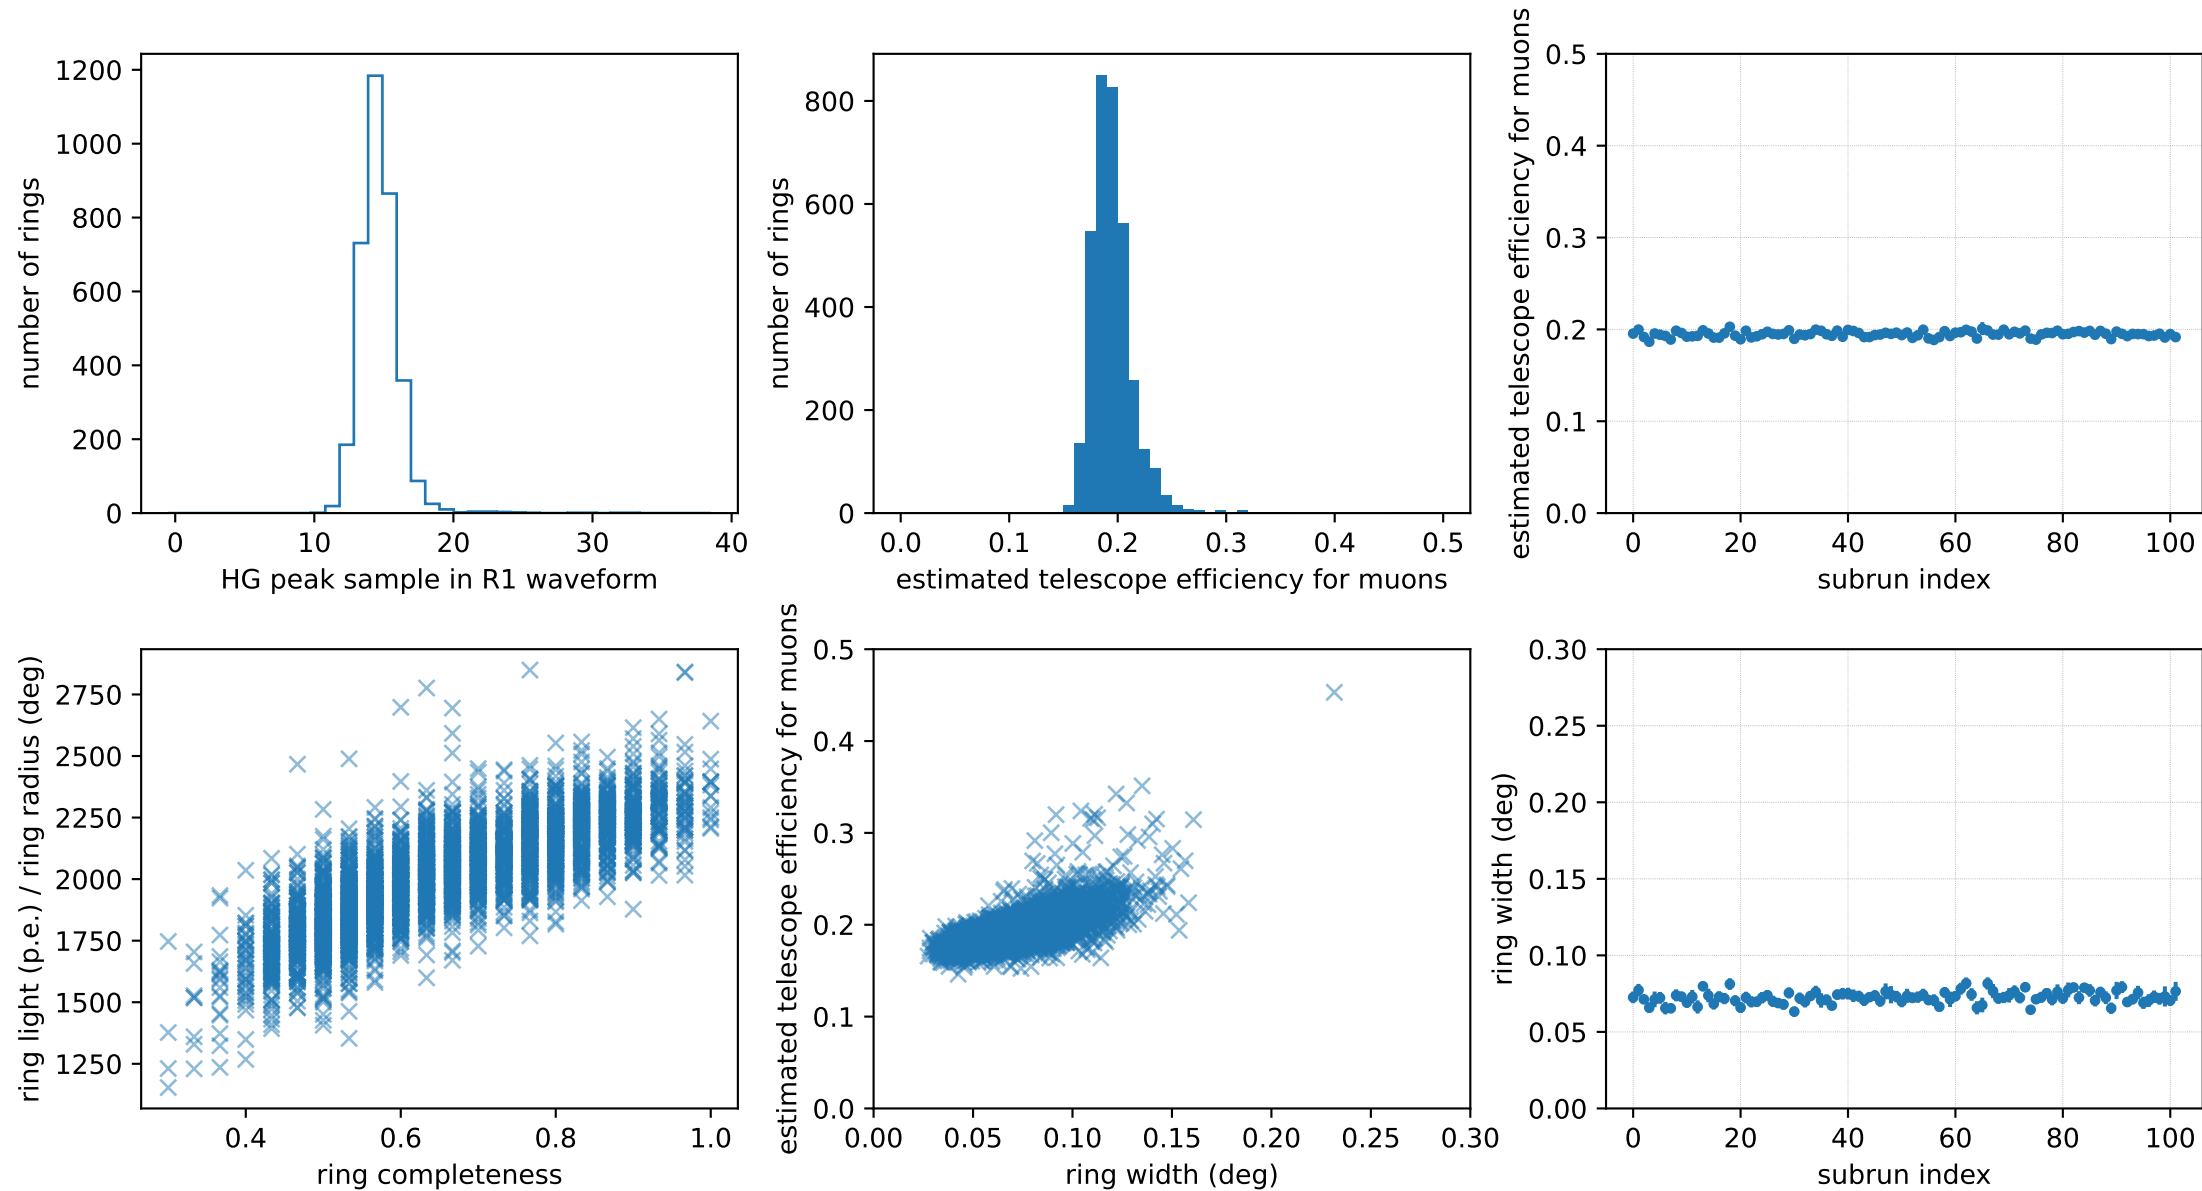 number of rings
1200
1000
800
600
400
200
0
0 10 20 30 40
HG peak sample in R1 waveform
number of rings
800
600
400
200
0
0.0 0.1 0.2 0.3 0.4 0.5
estimated telescope efficiency for muons
estimated telescope efficiency for muons
0.5
0.4
0.3
0.2
0.1
0.0
0 20 40 60 80 100
subrun index
ring light (p.e.) / ring radius (deg)
2750
2500
2250
2000
1750
1500
1250
0.4 0.6 0.8 1.0
ring completeness
estimated telescope efficiency for muons
0.5
0.4
0.3
0.2
0.1
0.0
0.00 0.05 0.10 0.15 0.20 0.25 0.30
ring width (deg)
ring width (deg)
0.30
0.25
0.20
0.15
0.10
0.05
0.00
0 20 40 60 80 100
subrun index